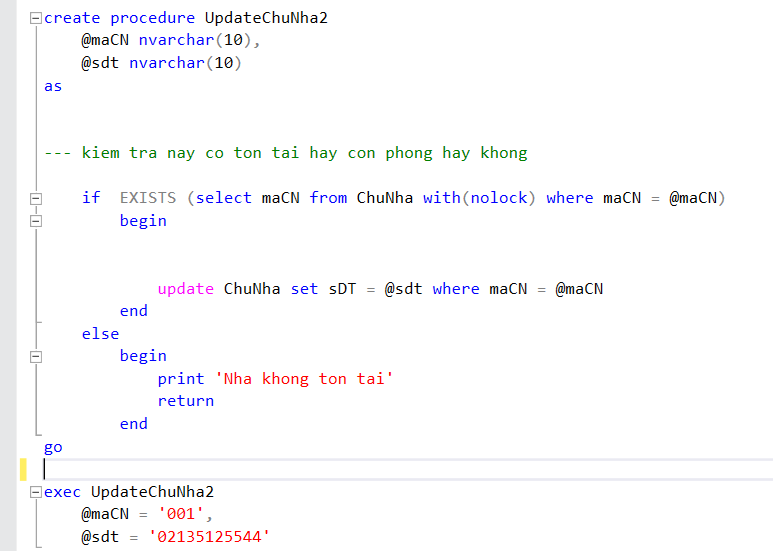 create procedure UpdateChuNha2
@maCN nvarchar(10),
@sdt nvarchar(10)
as
--- kiem tra nay co ton tai hay con phong hay khong
if  EXISTS (select maCN from ChuNha with(nolock) where maCN = @maCN)
begin
update ChuNha set sDT = @sdt where maCN = @maCN
end
else
begin
print 'Nha khong ton tai'
return
end
go
exec UpdateChuNha2
@maCN = '001',
@sdt = '02135125544'